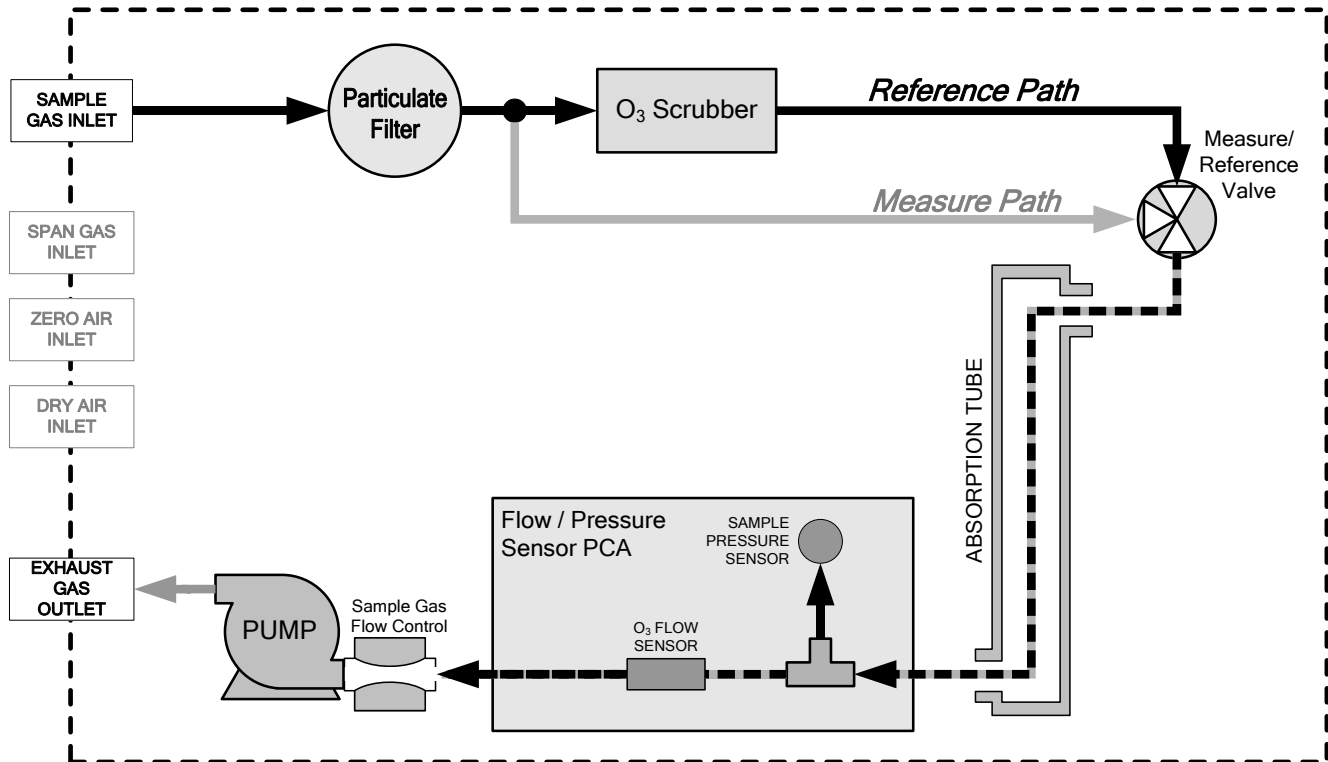 SAMPLE
GAS INLET
Particulate
Filter
O₃ Scrubber
Reference Path
Measure/
Reference
Valve
Measure Path
SPAN GAS
INLET
ZERO AIR
INLET
DRY AIR
INLET
ABSORPTION TUBE
Flow / Pressure
Sensor PCA
SAMPLE
PRESSURE
SENSOR
EXHAUST
GAS
OUTLET
PUMP
Sample Gas
Flow Control
O₃ FLOW
SENSOR